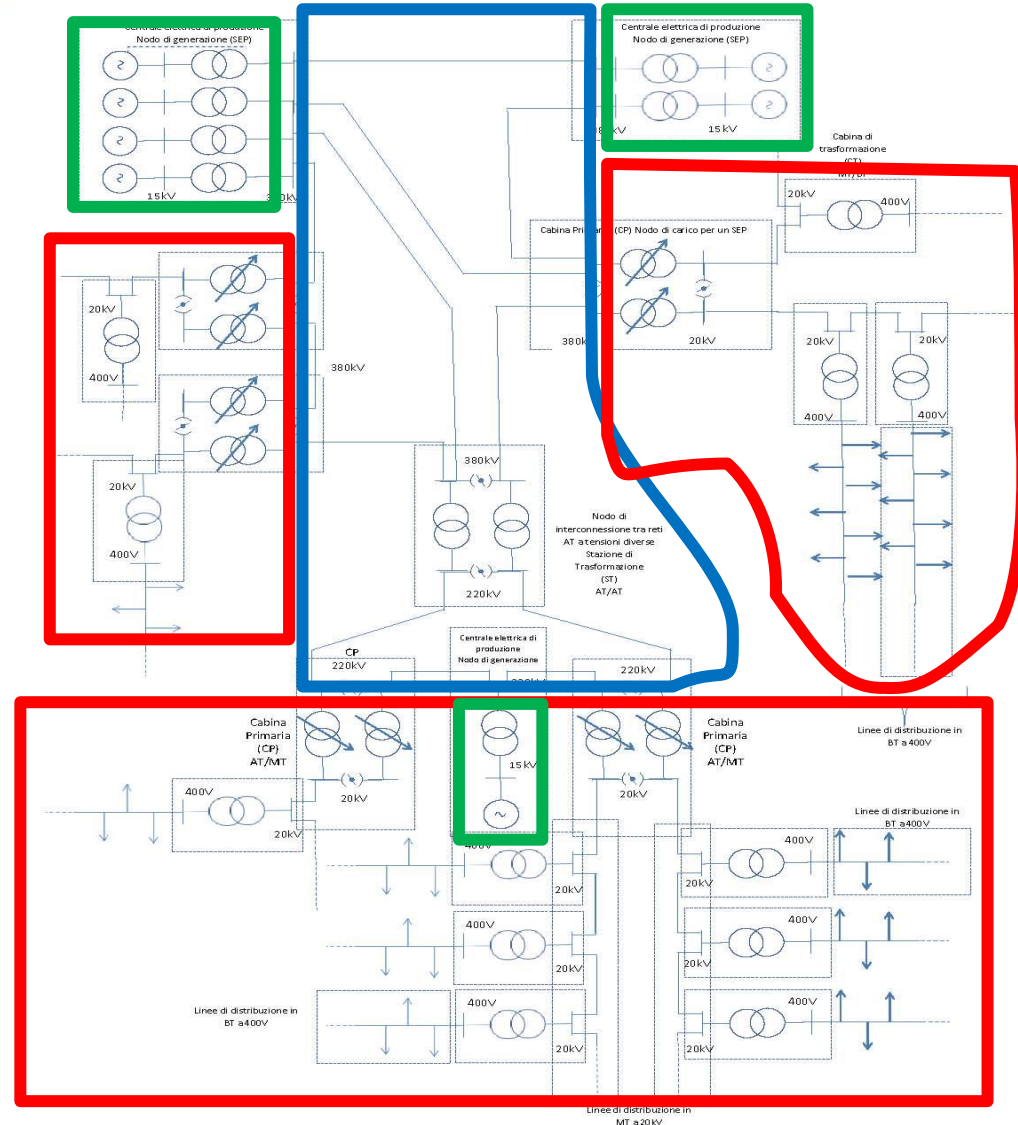 Centrale elettrica di produzione
Nodo di generazione (SEP)
15kV
Centrale elettrica di produzione
Nodo di generazione (SEP)
15kV
Cabina di
trasformazione
20kV
400V
Cabina Primaria (CP) Nodo di carico per un SEP
380kV
20kV
20kV
400V
380kV
20kV
400V
20kV
400V
20kV
400V
380kV
220kV
Nodo di
interconnessione tra reti
AT a tensioni diverse
Stazione di
Trasformazione
(ST)
AT/AT
Centrale elettrica di
produzione
Nodo di generazione
CP
220kV
220kV
Cabina
Primaria
(CP)
AT/MT
20kV
15kV
20kV
Cabina
Primaria
(CP)
AT/MT
Linee di distribuzione in
BT a 400V
400V
20kV
400V
20kV
400V
20kV
Linee di distribuzione in
BT a 400V
400V
20kV
400V
20kV
400V
20kV
400V
20kV
Linee di distribuzione in
BT a 400V
Linee di distribuzione in
MT a 20kV